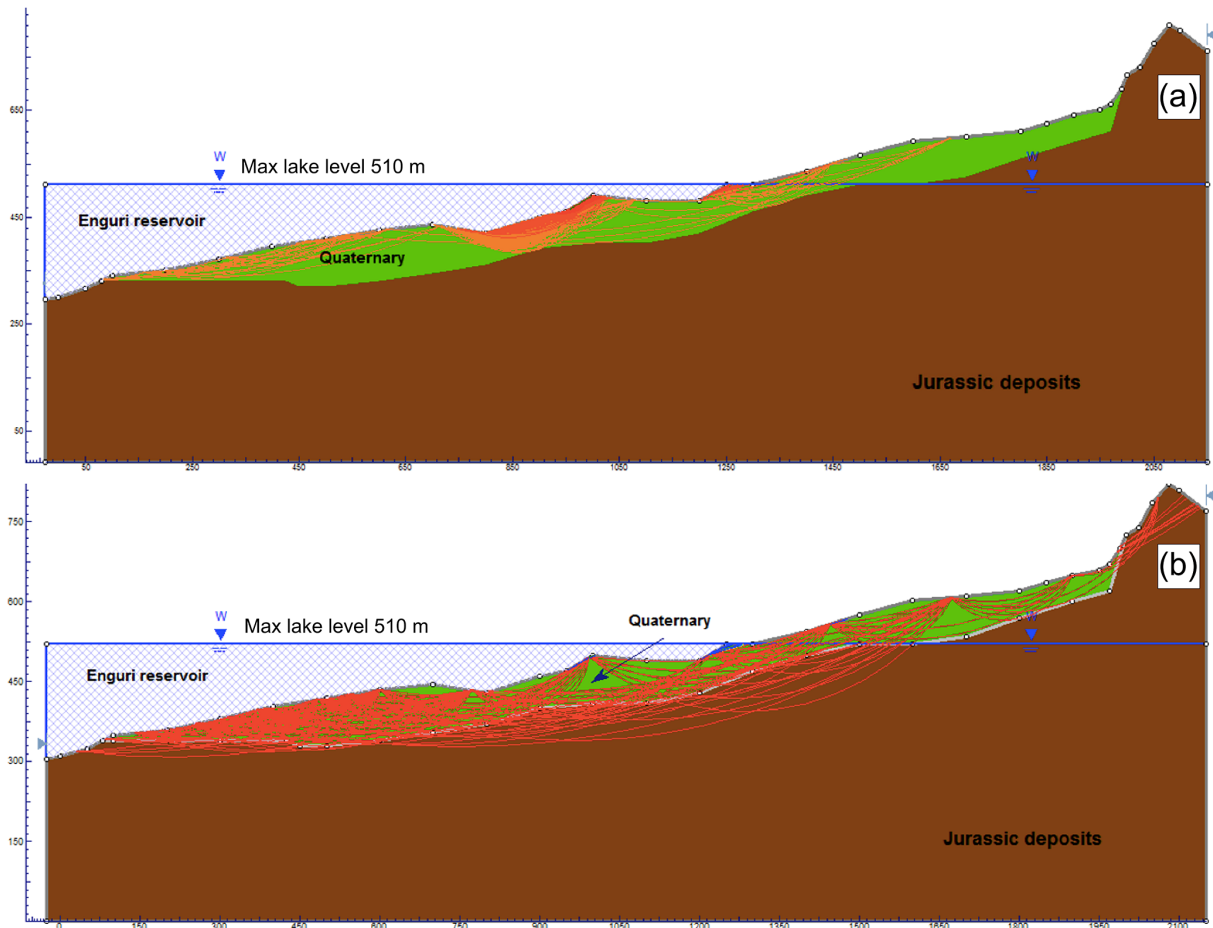 (a)
650
W
Max lake level 510 m
W
Enguri reservoir
450
Quaternary
250
Jurassic deposits
50
50 250 450 650 850 1050 1250 1450 1650 1850 2050
750
(b)
600
W
Max lake level 510 m
Quaternary
W
Enguri reservoir
450
300
150
Jurassic deposits
0 150 300 450 600 750 900 1050 1200 1350 1500 1650 1800 1950 2100